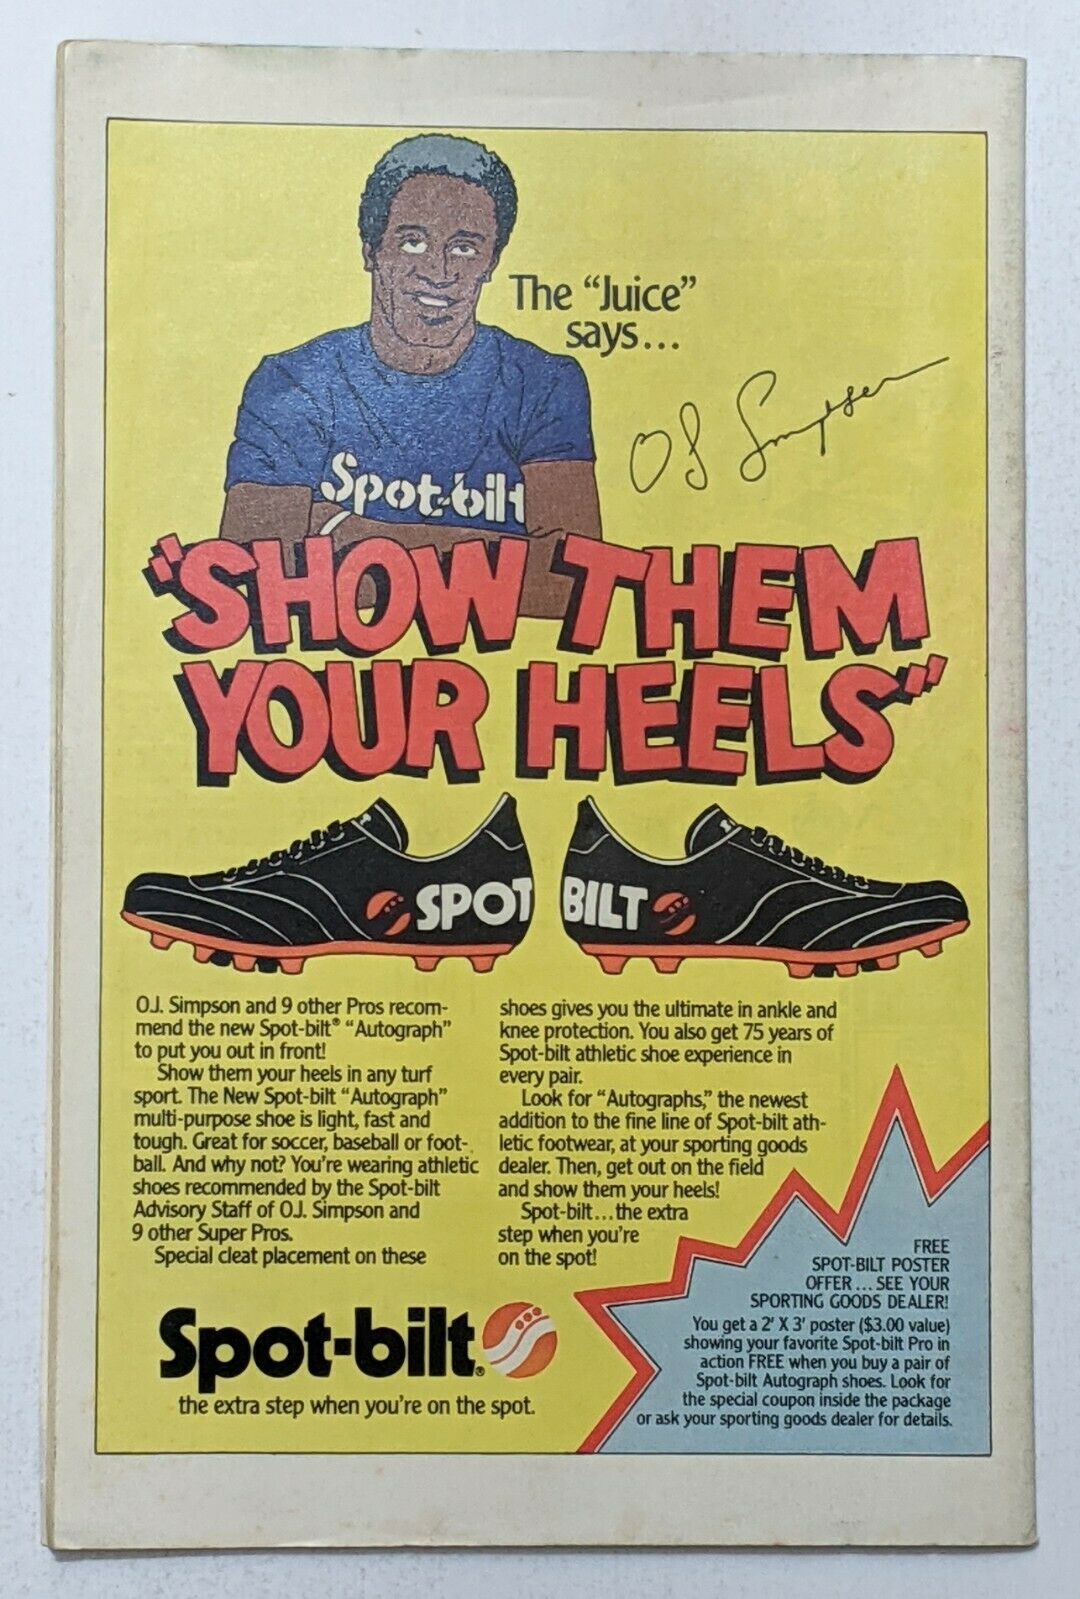 The “Juice”
says...
OJ Simpson
Spot-bilt
“SHOW THEM
YOUR HEELS”
SPOT BILT
O.J. Simpson and 9 other Pros recom-
mend the new Spot-bilt® “Autograph”
to put you out in front!
Show them your heels in any turf
sport. The New Spot-bilt “Autograph”
multi-purpose shoe is light, fast and
tough. Great for soccer, baseball or foot-
ball. And why not? You’re wearing athletic
shoes recommended by the Spot-bilt
Advisory Staff of O.J. Simpson and
9 other Super Pros.
Special cleat placement on these
shoes gives you the ultimate in ankle and
knee protection. You also get 75 years of
Spot-bilt athletic shoe experience in
every pair.
Look for “Autographs,” the newest
addition to the fine line of Spot-bilt ath-
letic footwear, at your sporting goods
dealer. Then, get out on the field
and show them your heels!
Spot-bilt...the extra
step when you’re
on the spot!
Spot-bilt®
the extra step when you’re on the spot.
FREE
SPOT-BILT POSTER
OFFER...SEE YOUR
SPORTING GOODS DEALER!
You get a 2' X 3' poster ($3.00 value)
showing your favorite Spot-bilt Pro in
action FREE when you buy a pair of
Spot-bilt Autograph shoes. Look for
the special coupon inside the package
or ask your sporting goods dealer for details.